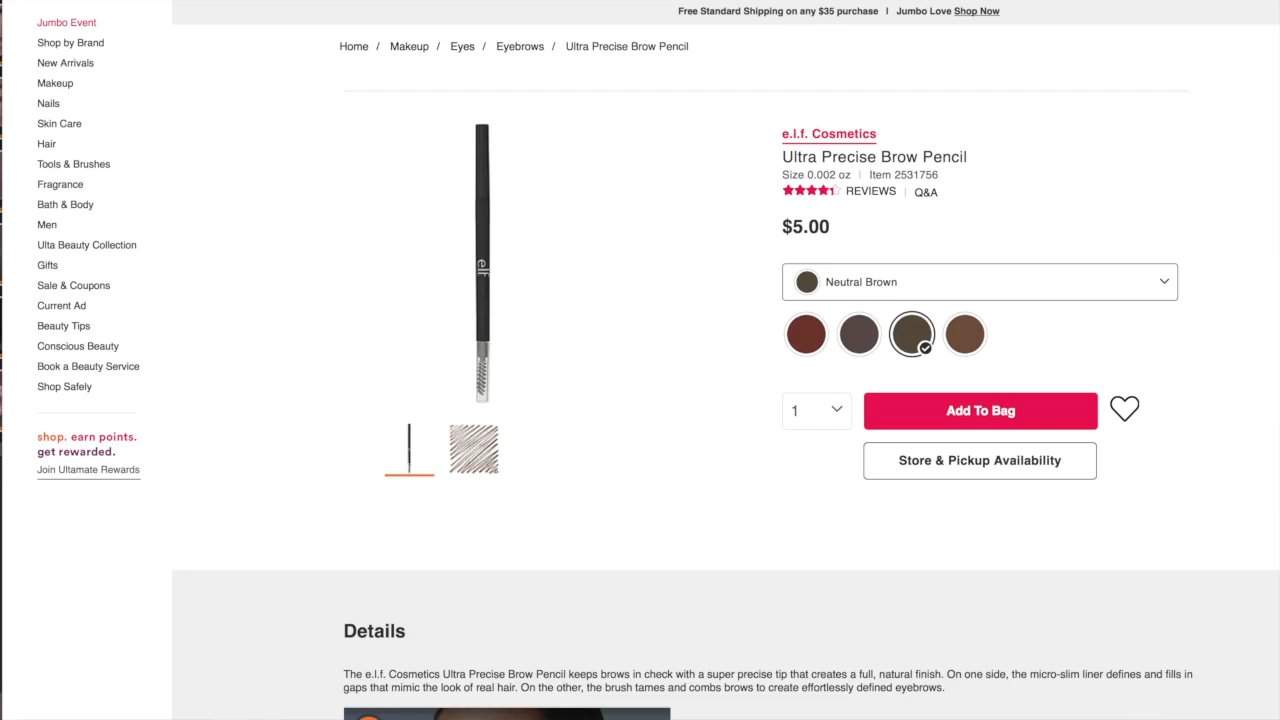 Free Standard Shipping on any $35 purchase | Jumbo Love Shop Now
Jumbo Event
Shop by Brand
New Arrivals
Makeup
Nails
Skin Care
Hair
Tools & Brushes
Fragrance
Bath & Body
Men
Ulta Beauty Collection
Gifts
Sale & Coupons
Current Ad
Beauty Tips
Conscious Beauty
Book a Beauty Service
Shop Safely
shop. earn points.
get rewarded.
Join Ultamate Rewards
Home / Makeup / Eyes / Eyebrows / Ultra Precise Brow Pencil
elf
e.l.f. Cosmetics
Ultra Precise Brow Pencil
Size 0.002 oz | Item 2531756
REVIEWS | Q&A
$5.00
Neutral Brown
1
Add To Bag
Store & Pickup Availability
Details
The e.l.f. Cosmetics Ultra Precise Brow Pencil keeps brows in check with a super precise tip that creates a full, natural finish. On one side, the micro-slim liner defines and fills in
gaps that mimic the look of real hair. On the other, the brush tames and combs brows to create effortlessly defined eyebrows.